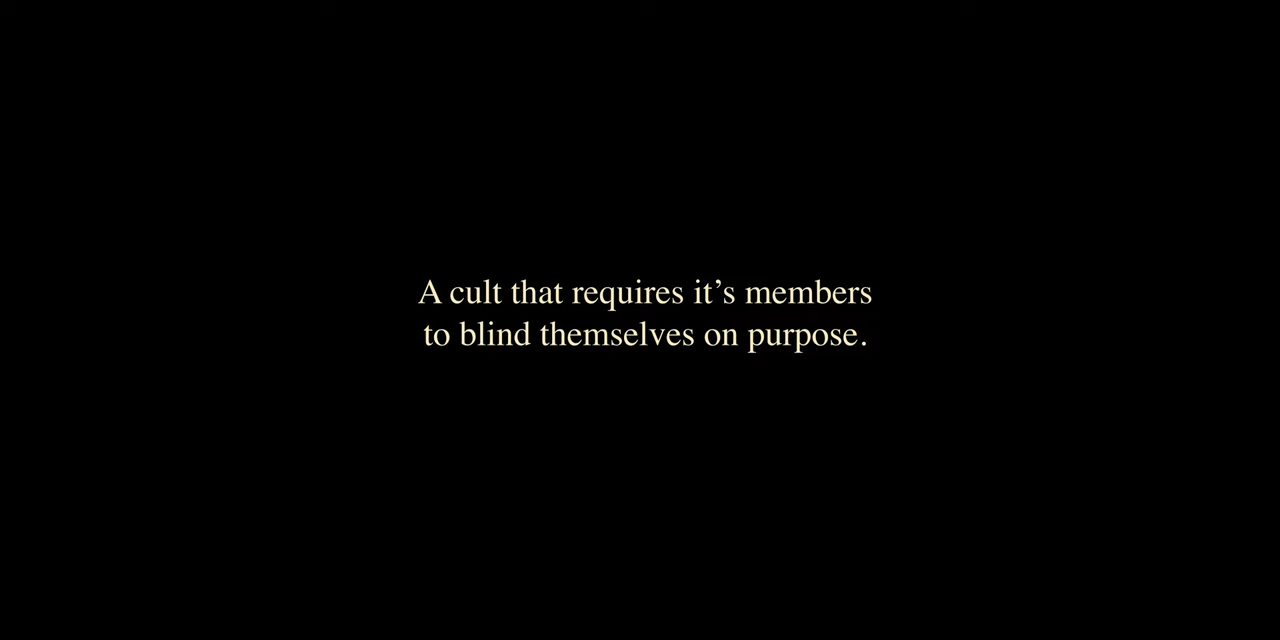 A cult that requires it’s members
to blind themselves on purpose.